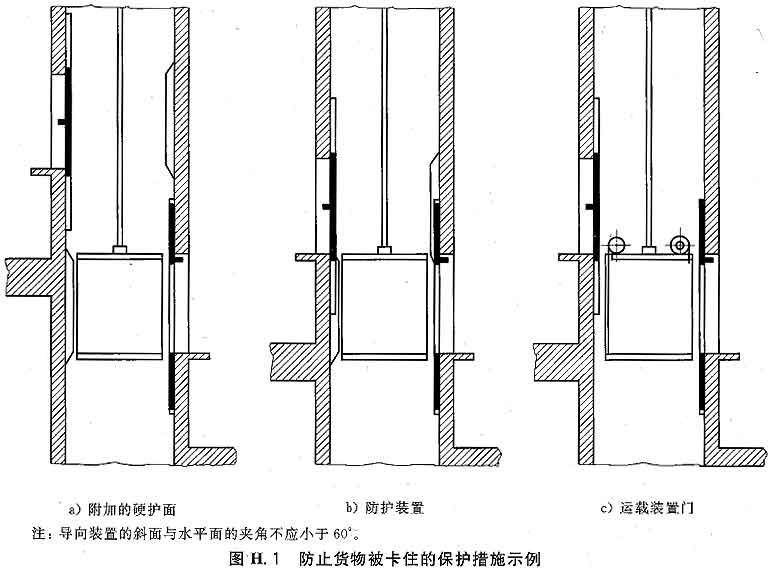 a）附加的硬护面
b）防护装置
c）运载装置门
注：导向装置的斜面与水平面的夹角不应小于60°。
图 H.1 防止货物被卡住的保护措施示例